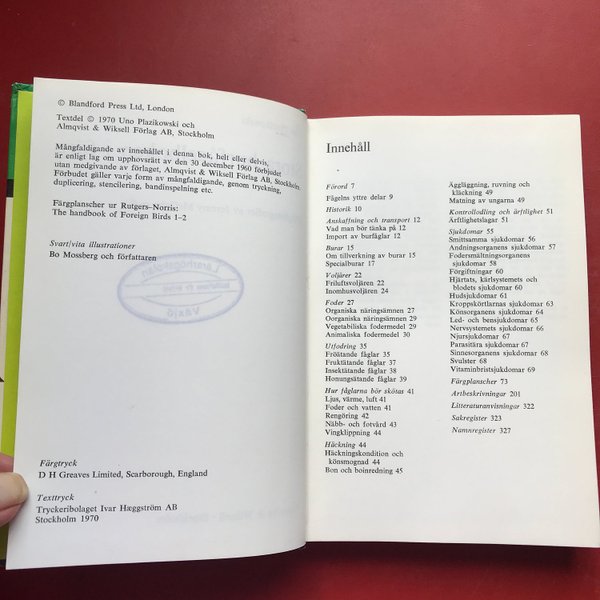 © Blandford Press Ltd, London
Textdel © 1970 Uno Plazikowski och
Almqvist & Wiksell Förlag AB, Stockholm
Mångfaldigande av innehållet i denna bok, helt eller delvis,
är enligt lag om upphovsrätt av den 30 december 1960 förbjudet
utan medgivande av förlaget, Almqvist & Wiksell Förlag AB, Stockholm.
Förbudet gäller varje form av mångfaldigande, genom tryckning,
duplicering, stencilering, bandinspelning etc.
Färgplanscher ur Rutgers–Norris:
The handbook of Foreign Birds 1–2
Svart/vita illustrationer
Bo Mossberg och författaren
Växjö
Färgtryck
D H Greaves Limited, Scarborough, England
Texttryck
Tryckeribolaget Ivar Hæggström AB
Stockholm 1970
Innehåll
Förord 7
Fågelns yttre delar 9
Historik 10
Anskaffning och transport 12
Vad man bör tänka på 12
Import av burfåglar 12
Burar 15
Om tillverkning av burar 15
Specialburar 17
Voljärer 22
Friluftsvoljären 22
Inomhusvoljären 24
Foder 27
Organiska näringsämnen 27
Oorganiska näringsämnen 29
Vegetabiliska fodermedel 30
Animaliska fodermedel 30
Utfodring 35
Fröätande fåglar 35
Fruktätande fåglar 37
Insektätande fåglar 38
Honungsätande fåglar 39
Hur fåglarna bör skötas 41
Ljus, värme, luft 41
Foder och vatten 41
Rengöring 42
Näbb- och fotvård 43
Vingklippning 44
Häckning 44
Häckningskondition och
könsmognad 44
Bon och boinredning 45
Äggläggning, ruvning och
kläckning 49
Matning av ungarna 49
Kontrollodling och ärftlighet 51
Ärftlighetslagar 51
Sjukdomar 55
Smittsamma sjukdomar 56
Andningsorganens sjukdomar 57
Fodersmältningsorganens
sjukdomar 58
Förgiftningar 60
Hjärtats, kärlsystemets och
blodets sjukdomar 60
Hudsjukdomar 61
Kroppskörtlarnas sjukdomar 63
Könsorganens sjukdomar 64
Led- och bensjukdomar 64
Nervsystemets sjukdomar 66
Njursjukdomar 67
Parasitära sjukdomar 67
Sinnesorganens sjukdomar 68
Svulster 68
Vitaminbristsjukdomar 69
Färgplanscher 73
Artbeskrivningar 201
Litteraturanvisningar 322
Sakregister 323
Namnregister 327